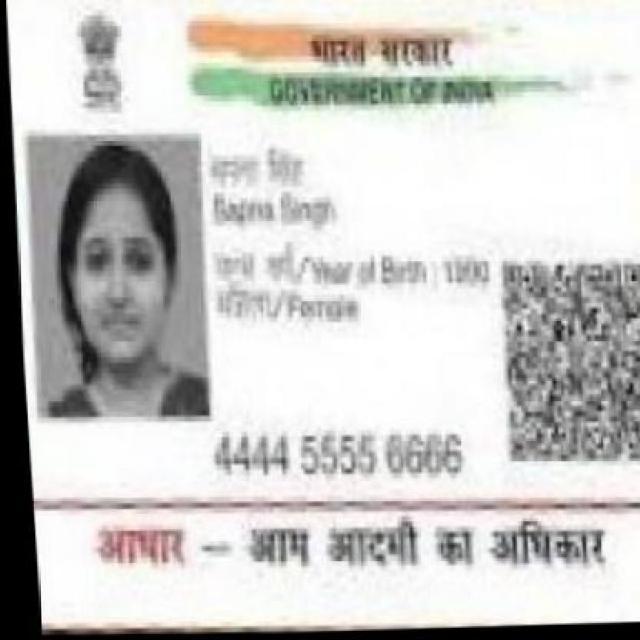 भारत सरकार
GOVERNMENT OF INDIA
सपना सिंह
Sapna Singh
जन्म वर्ष/Year of Birth : 1990
महिला/Female
4444 5555 6666
आधार – आम आदमी का अधिकार